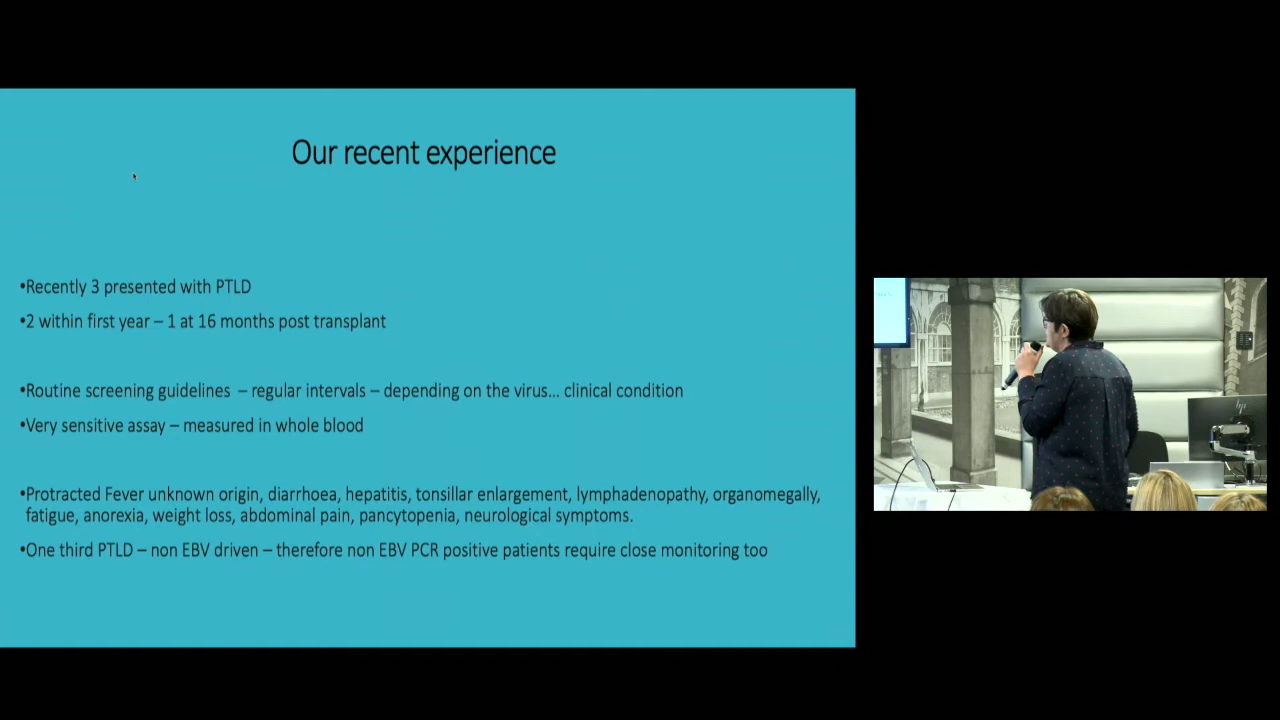 Our recent experience
•Recently 3 presented with PTLD
•2 within first year – 1 at 16 months post transplant
•Routine screening guidelines – regular intervals – depending on the virus... clinical condition
•Very sensitive assay – measured in whole blood
•Protracted Fever unknown origin, diarrhoea, hepatitis, tonsillar enlargement, lymphadenopathy, organomegally,
fatigue, anorexia, weight loss, abdominal pain, pancytopenia, neurological symptoms.
•One third PTLD – non EBV driven – therefore non EBV PCR positive patients require close monitoring too
hp